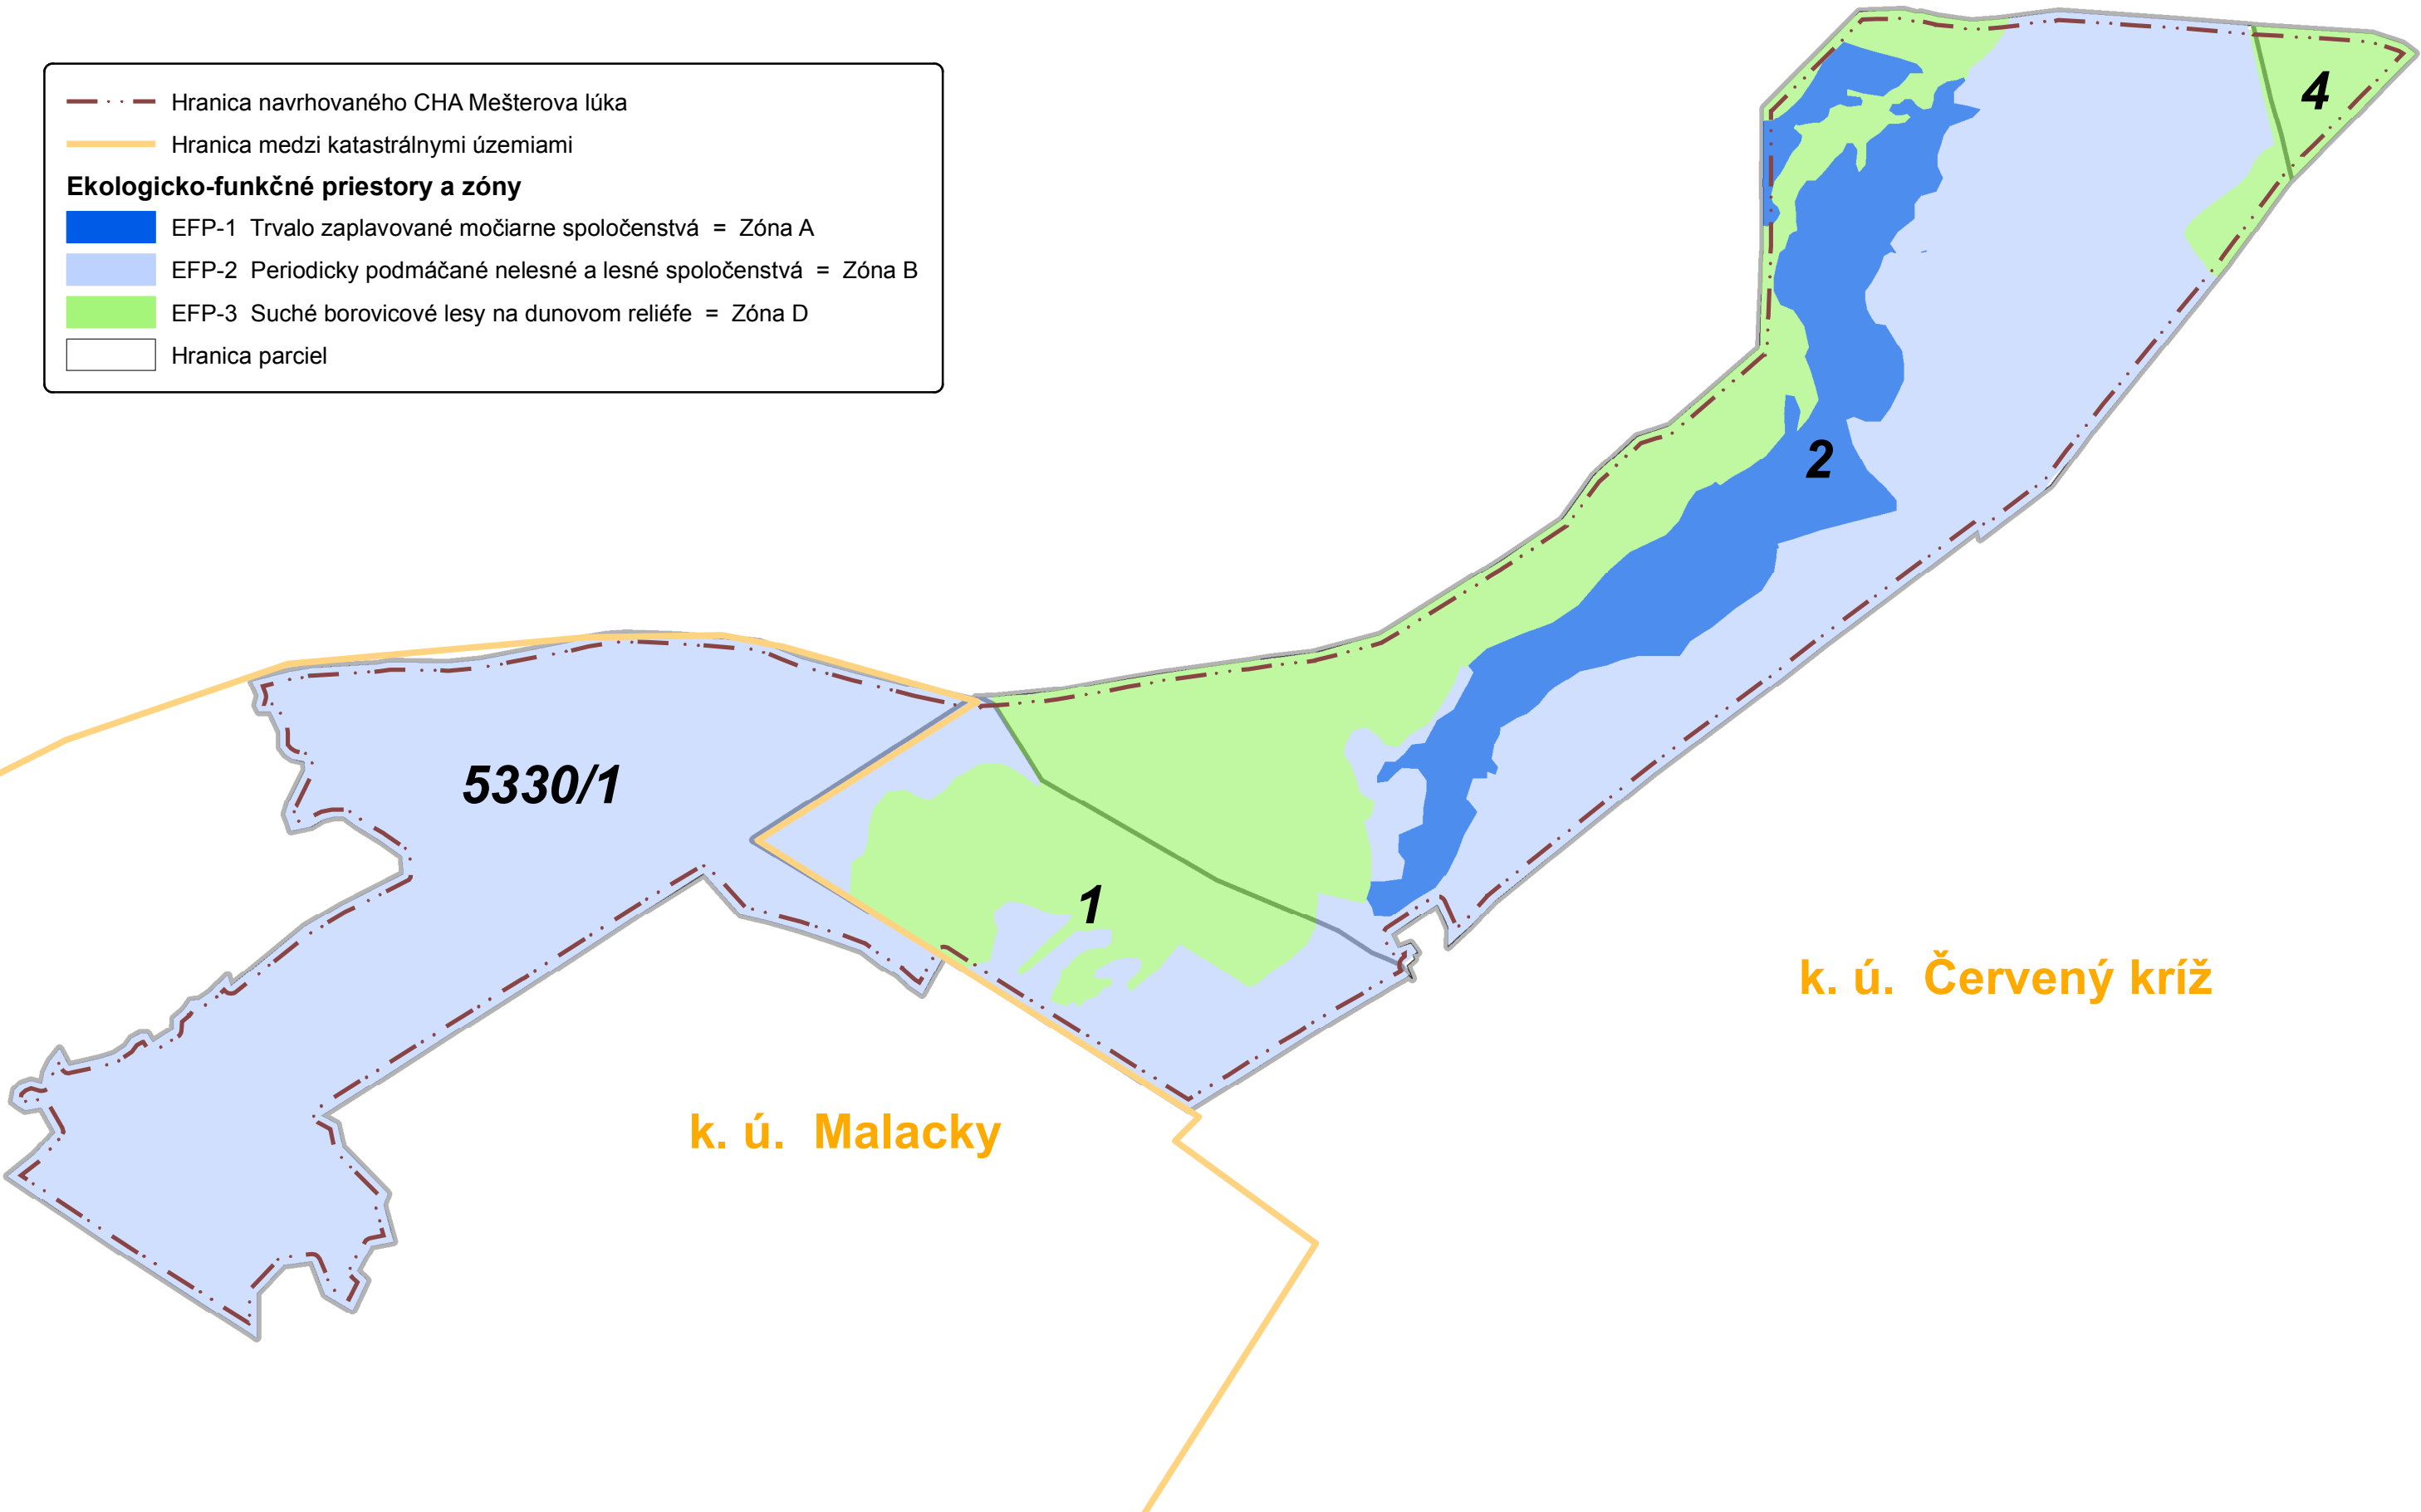 Hranica navrhovaného CHA Mešterova lúka
Hranica medzi katastrálnymi územiami
Ekologicko-funkčné priestory a zóny
EFP-1 Trvalo zaplavované močiarne spoločenstvá = Zóna A
EFP-2 Periodicky podmáčané nelesné a lesné spoločenstvá = Zóna B
EFP-3 Suché borovicové lesy na dunovom reliéfe = Zóna D
Hranica parciel
4
2
5330/1
1
k. ú. Červený kríž
k. ú. Malacky